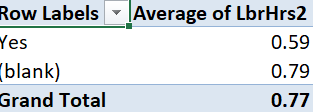 Row Labels Average of LbrHrs2
Yes 0.59
(blank) 0.79
Grand Total 0.77